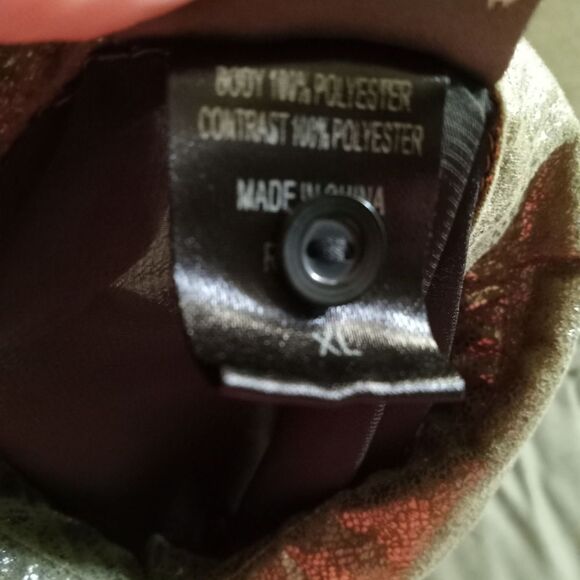 BODY 100% POLYESTER
CONTRAST 100% POLYESTER
MADE IN CHINA
XL